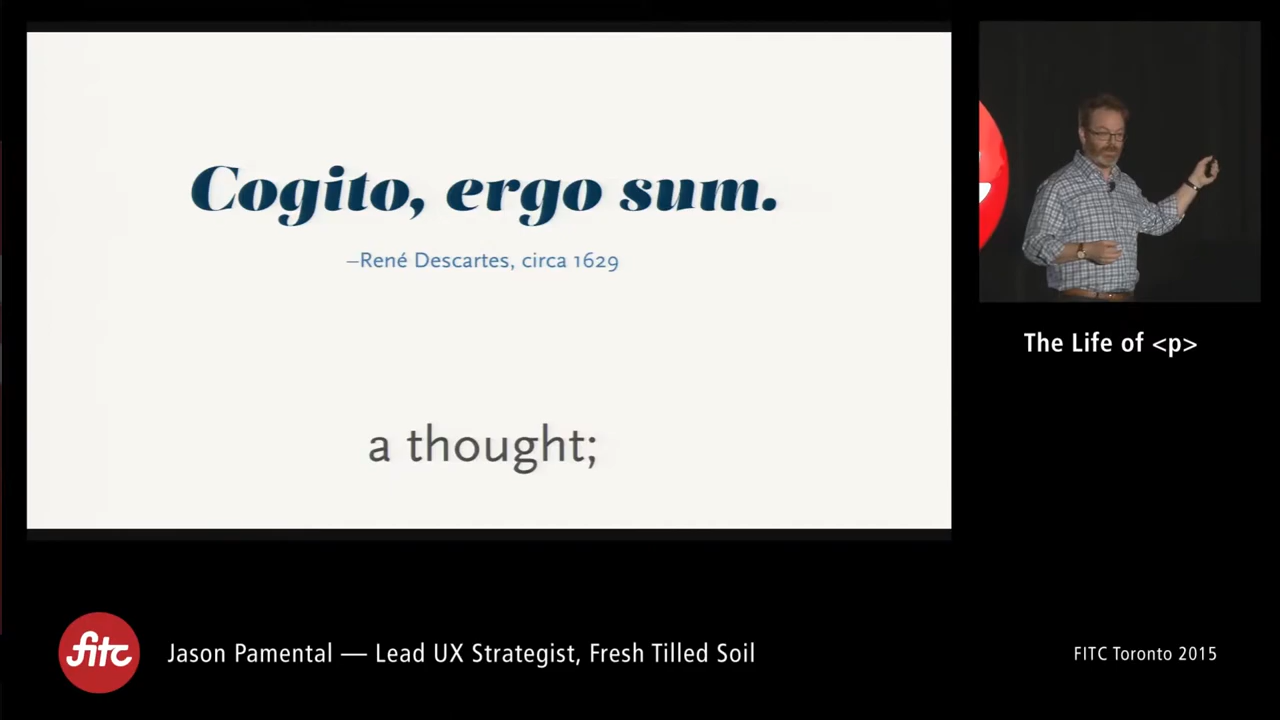 Cogito, ergo sum.
–René Descartes, circa 1629
a thought;
The Life of <p>
fitc
Jason Pamental — Lead UX Strategist, Fresh Tilled Soil
FITC Toronto 2015